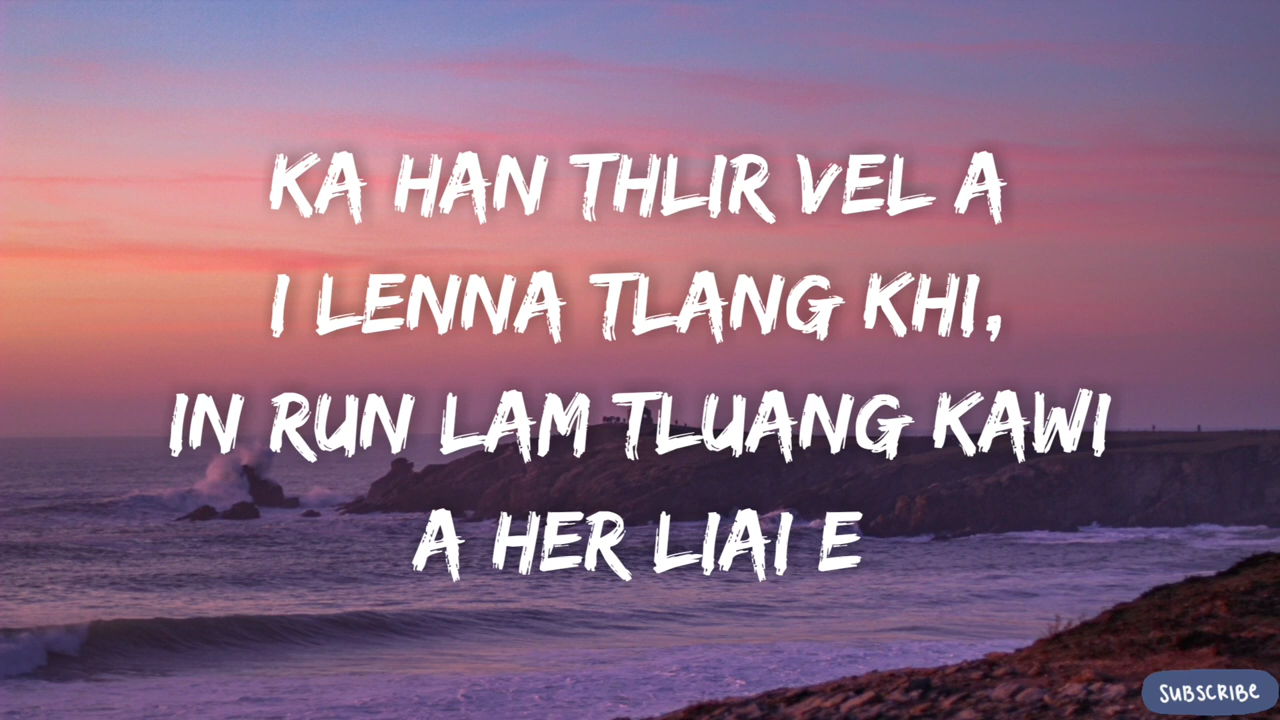 KA HAN THLIR VEL A
I LENNA TLANG KHI,
IN RUN LAM TLUANG KAWI
A HER LIAI E
SUBSCRIBE